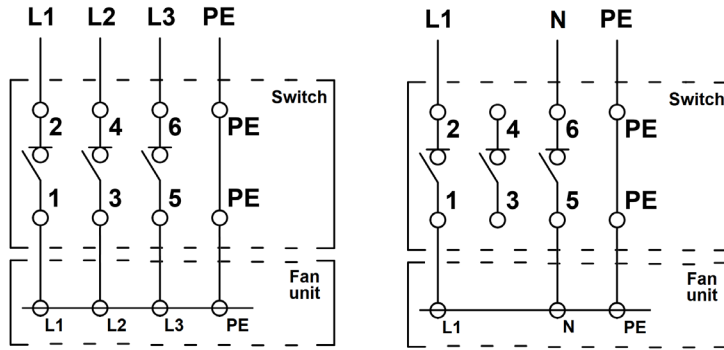 L1 L2 L3 PE
Switch
2 4 6 PE
1 3 5 PE
Fan
unit
L1 L2 L3 PE
L1 N PE
Switch
2 4 6 PE
1 3 5 PE
Fan
unit
L1 N PE